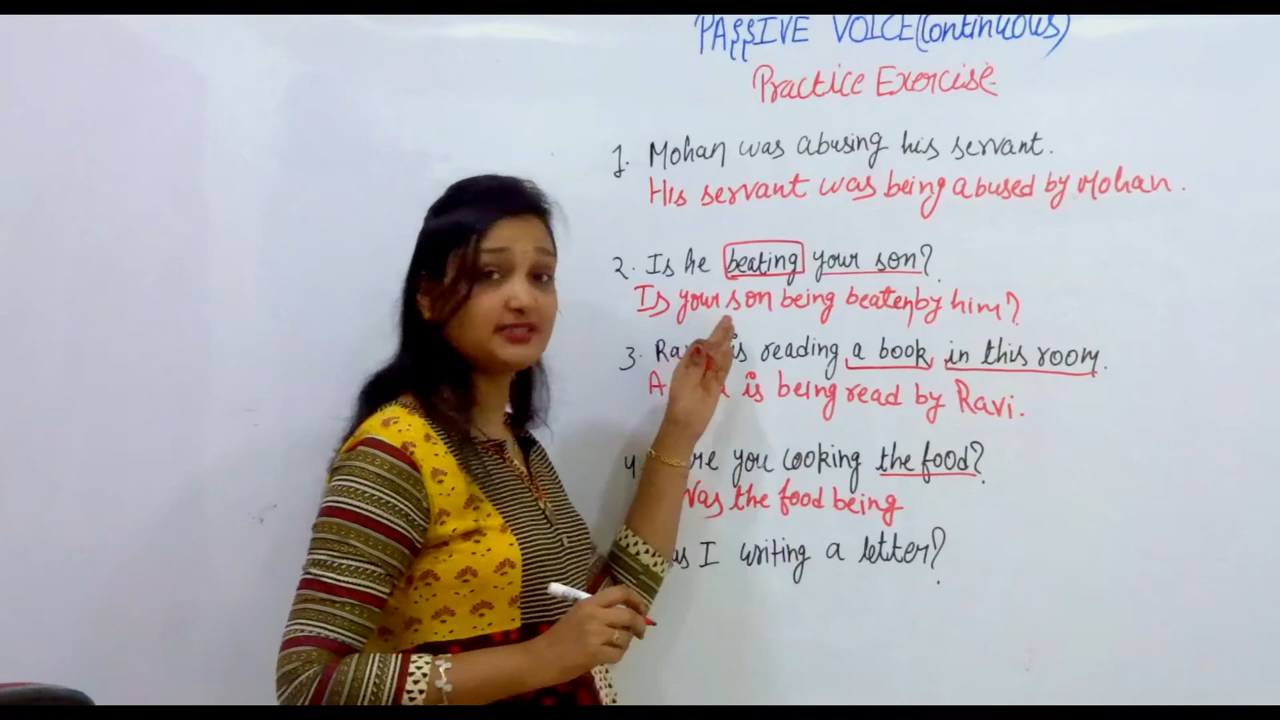 PASSIVE VOICE(Continuous)
Practice Exercise
1. Mohan was abusing his servant.
His servant was being abused by Mohan.
2. Is he beating your son?
Is your son being beaten by him?
3. is reading a book in this room.
A is being read by Ravi.
4. you cooking the food?
Was the food being
I writing a letter?